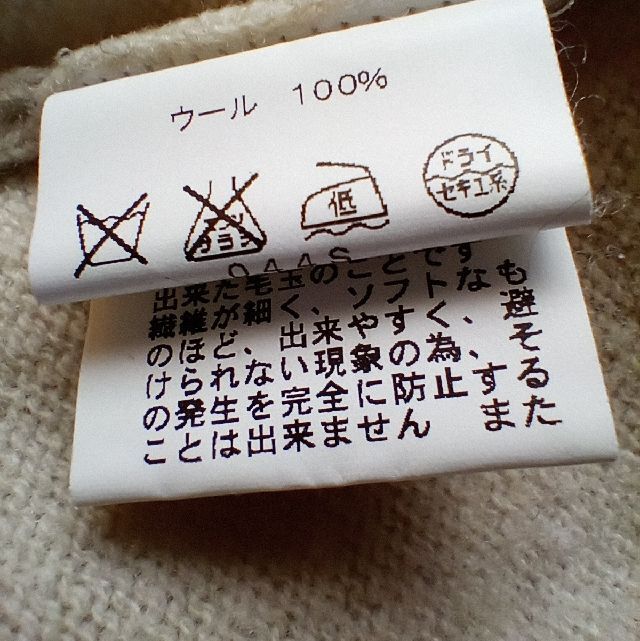 ウール 100%
低
ドライ
セキユ系
出来た毛玉のことです
繊維が細く、ソフトなも
のほど、出来やすく、避
けられない現象の為、そ
の発生を完全に防止する
ことは出来ません また